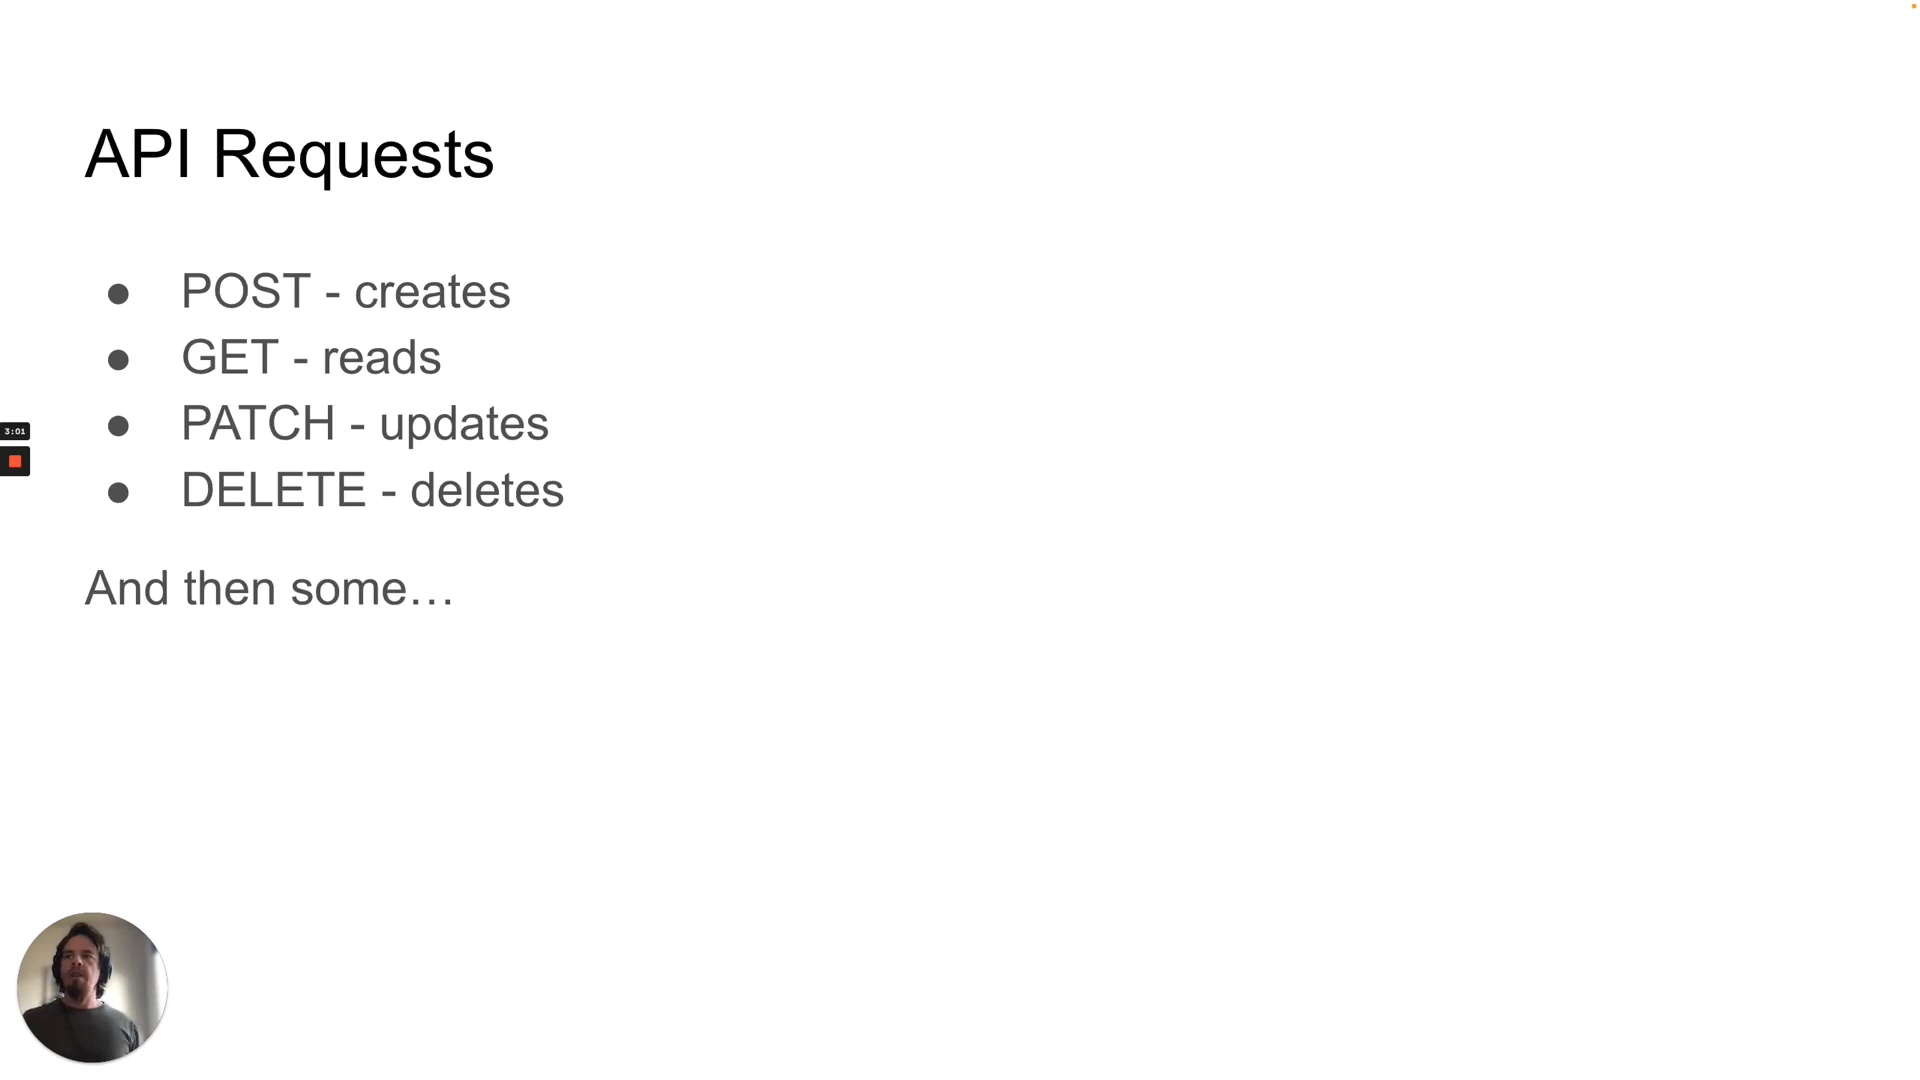 API Requests
● POST - creates
● GET - reads
● PATCH - updates
● DELETE - deletes
And then some…
3:01